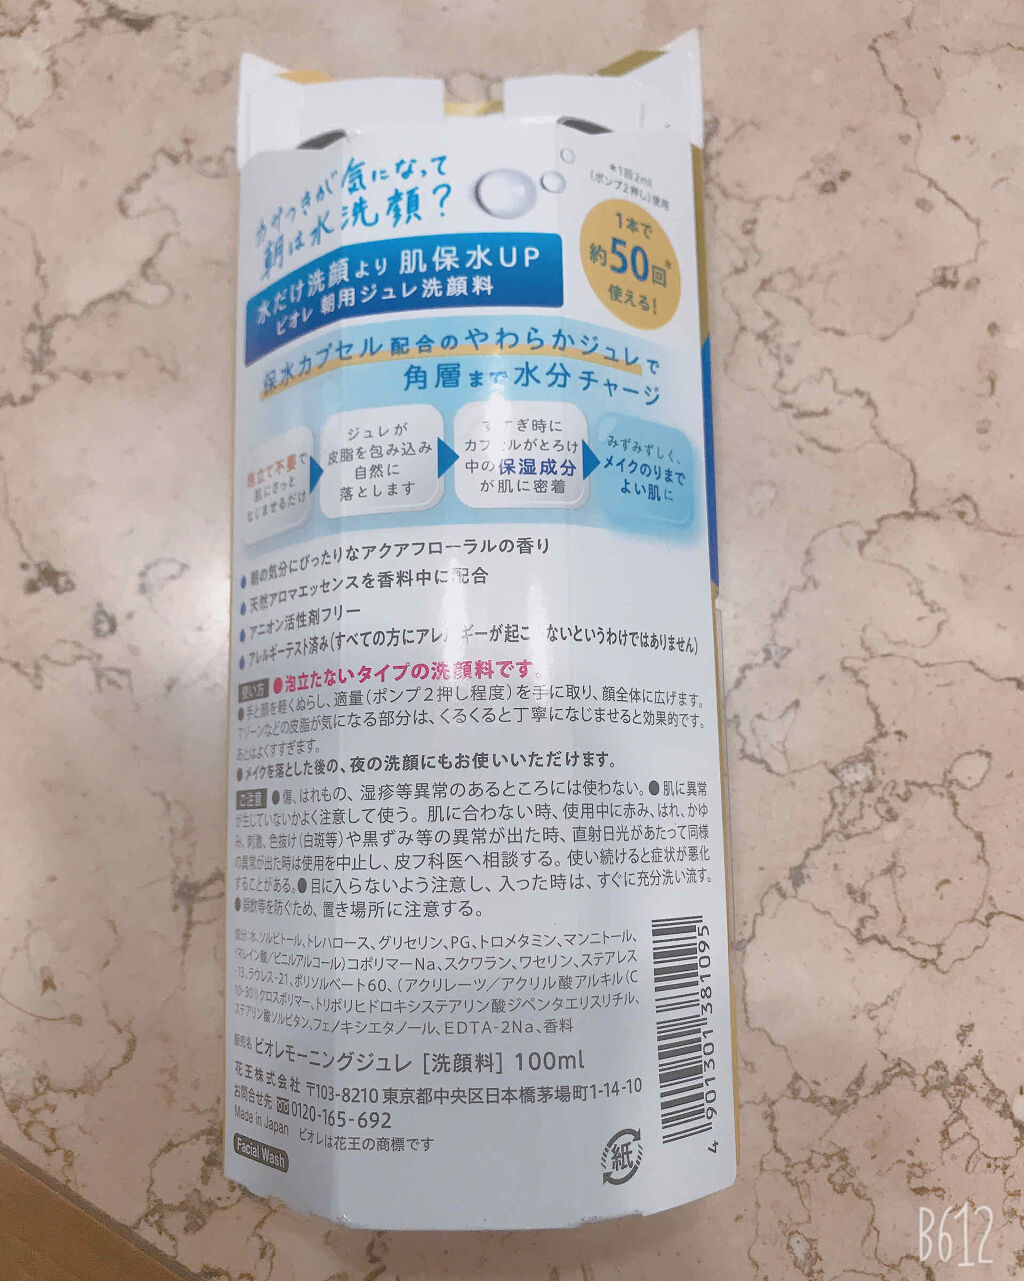 かさつきが気になって
朝は水洗顔?
*1回2ml
(ポンプ2押し)使用
1本で
約50回*
使える!
水だけ洗顔より 肌保水UP
ビオレ 朝用ジュレ洗顔料
保水カプセル配合のやわらかジュレで
角層まで水分チャージ
泡立て不要で
肌にさっと
なじませるだけ
ジュレが
皮脂を包み込み
自然に
落とします
すすぎ時に
カプセルがとろけ
中の保湿成分
が肌に密着
みずみずしく、
メイクのりまで
よい肌に
朝の気分にぴったりなアクアフローラルの香り
天然アロマエッセンスを香料中に配合
アニオン活性剤フリー
アレルギーテスト済み(すべての方にアレルギーが起こらないというわけではありません)
使い方 ●泡立たないタイプの洗顔料です。
●手と顔を軽くぬらし、適量(ポンプ2押し程度)を手に取り、顔全体に広げます。
Tゾーンなどの皮脂が気になる部分は、くるくると丁寧になじませると効果的です。
あとはよくすすぎます。
●メイクを落とした後の、夜の洗顔にもお使いいただけます。
ご注意 ●傷、はれもの、湿疹等異常のあるところには使わない。●肌に異常
が生じていないかよく注意して使う。肌に合わない時、使用中に赤み、はれ、かゆ
み、刺激、色抜け(白斑等)や黒ずみ等の異常が出た時、直射日光があたって同様
の異常が出た時は使用を中止し、皮フ科医へ相談する。使い続けると症状が悪化
することがある。●目に入らないよう注意し、入った時は、すぐに充分洗い流す。
●誤飲等を防ぐため、置き場所に注意する。
成分:水、ソルビトール、トレハロース、グリセリン、PG、トロメタミン、マンニトール、
(マレイン酸/ビニルアルコール)コポリマーNa、スクワラン、ワセリン、ステアレス
-13、ラウレス-21、ポリソルベート60、(アクリレーツ/アクリル酸アルキル(C
10-30))クロスポリマー、トリポリヒドロキシステアリン酸ジペンタエリスリチル、
ステアリン酸ソルビタン、フェノキシエタノール、EDTA-2Na、香料
販売名 ビオレモーニングジュレ [洗顔料] 100ml
花王株式会社 〒103-8210 東京都中央区日本橋茅場町1-14-10
お問合せ先 0120-165-692
Made in Japan ビオレは花王の商標です
Facial Wash
紙
4 901301 381095
B612